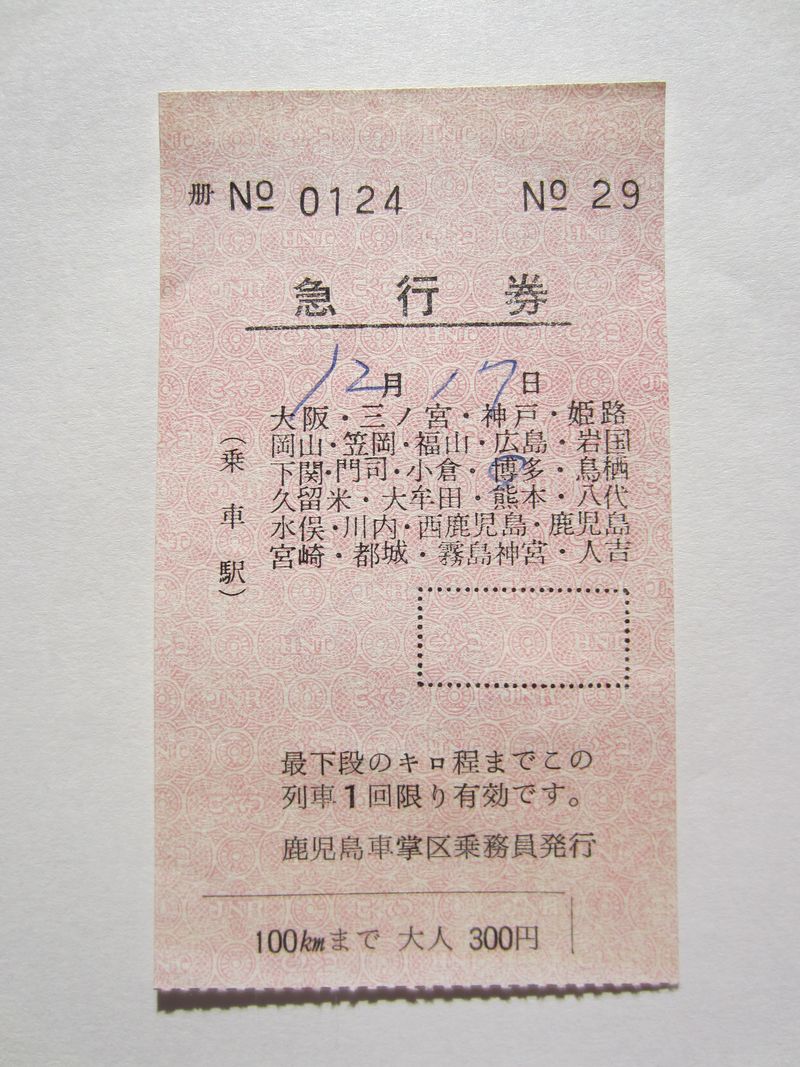 冊 № 0124 № 29
急行券
12月17日
(乗車駅)
大阪・三ノ宮・神戸・姫路
岡山・笠岡・福山・広島・岩国
下関・門司・小倉・博多・鳥栖
久留米・大牟田・熊本・八代
水俣・川内・西鹿児島・鹿児島
宮崎・都城・霧島神宮・人吉
最下段のキロ程までこの
列車1回限り有効です。
鹿児島車掌区乗務員発行
100kmまで 大人 300円